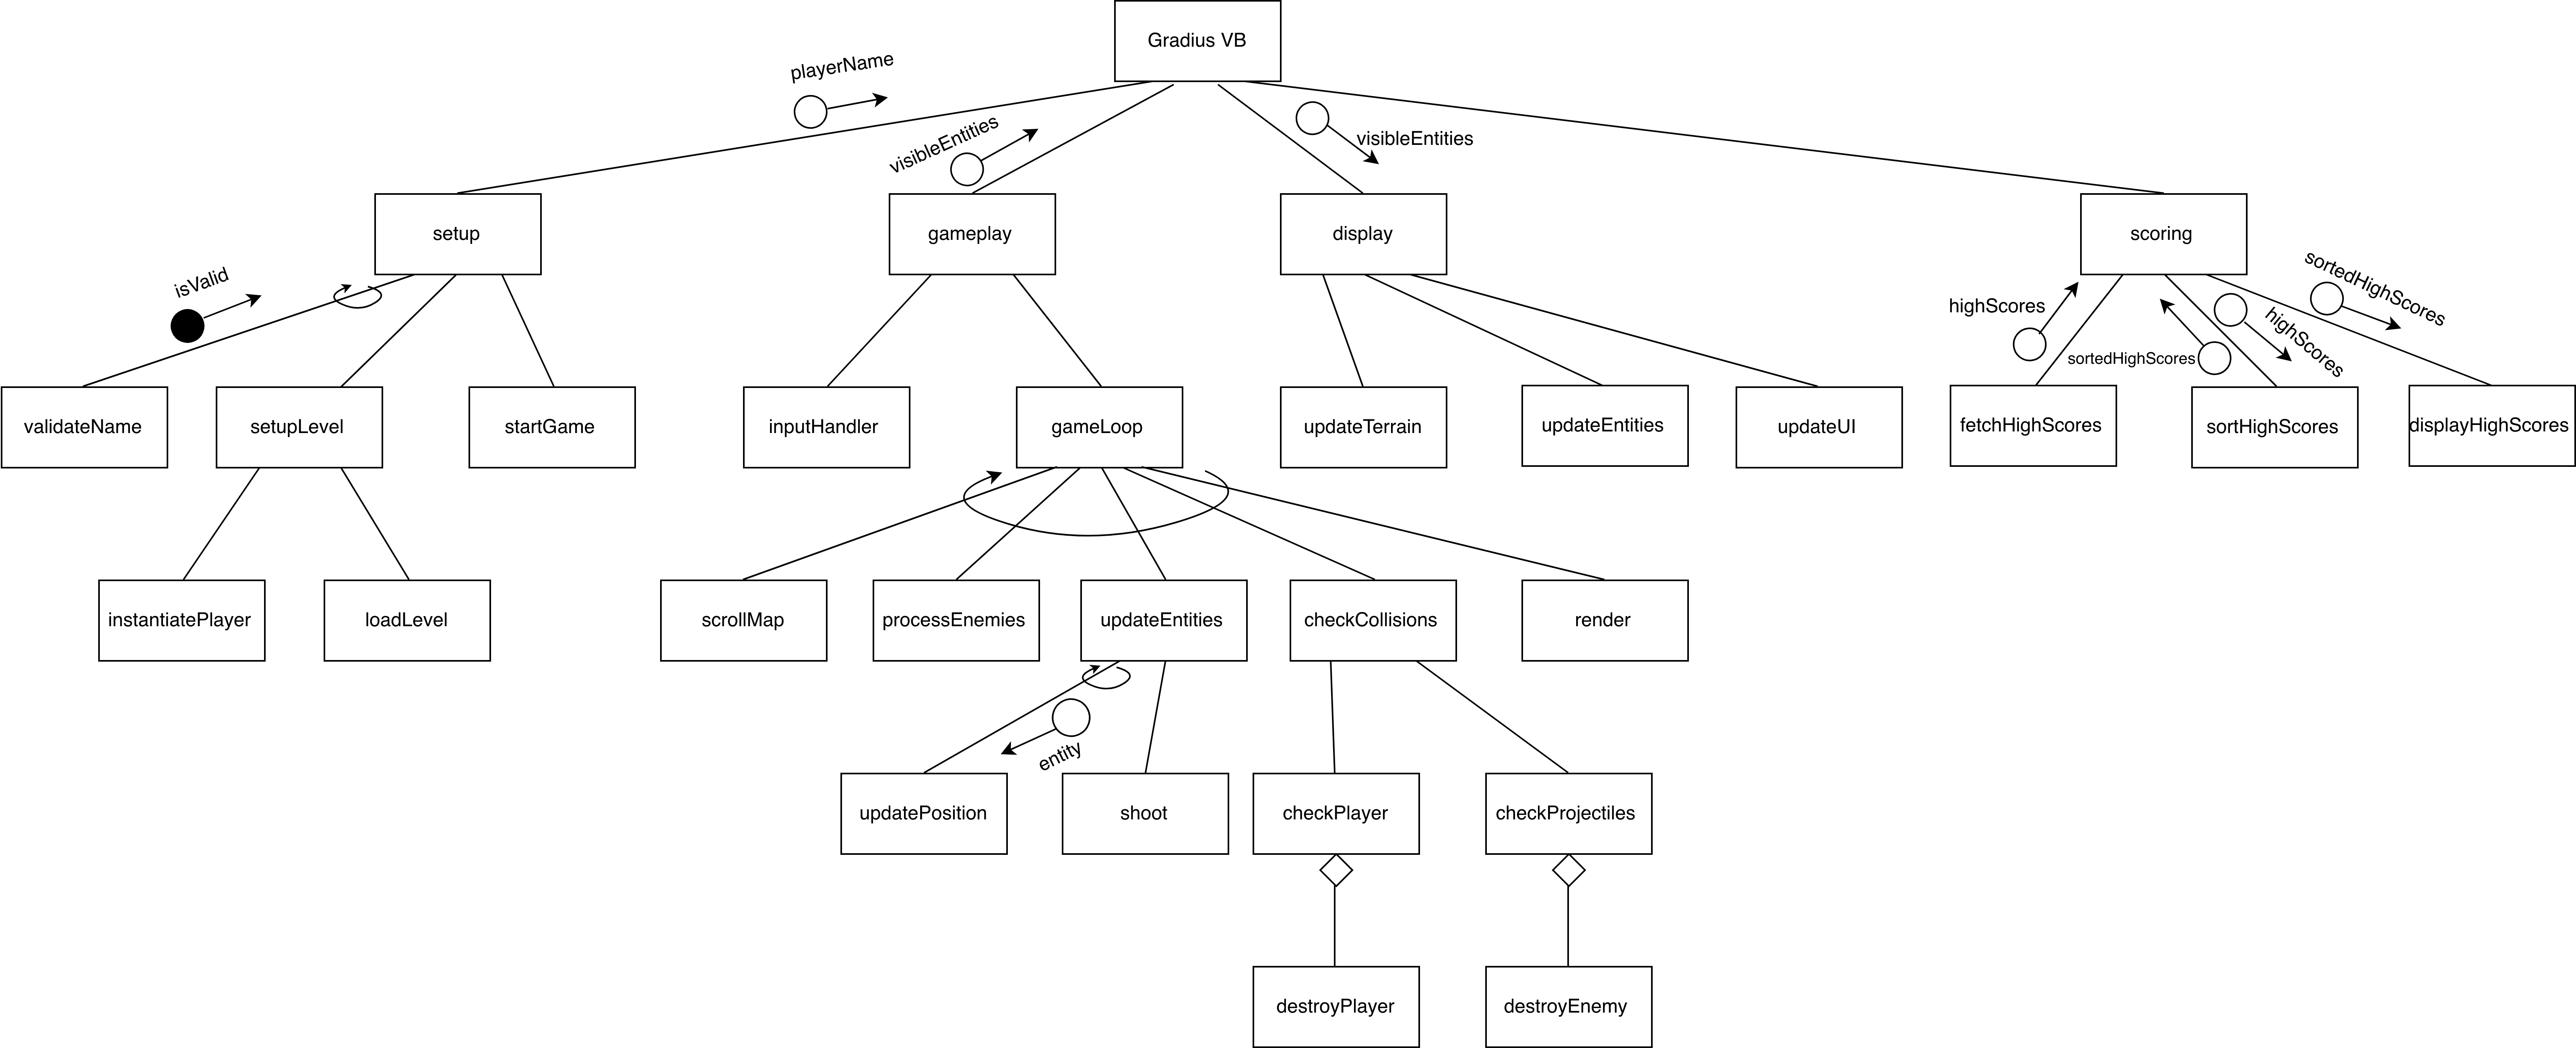 Gradius VB
playerName
visibleEntities
visibleEntities
setup
gameplay
display
scoring
isValid
highScores
sortedHighScores
highScores
sortedHighScores
validateName
setupLevel
startGame
inputHandler
gameLoop
updateTerrain
updateEntities
updateUI
fetchHighScores
sortHighScores
displayHighScores
instantiatePlayer
loadLevel
scrollMap
processEnemies
updateEntities
checkCollisions
render
entity
updatePosition
shoot
checkPlayer
checkProjectiles
destroyPlayer
destroyEnemy